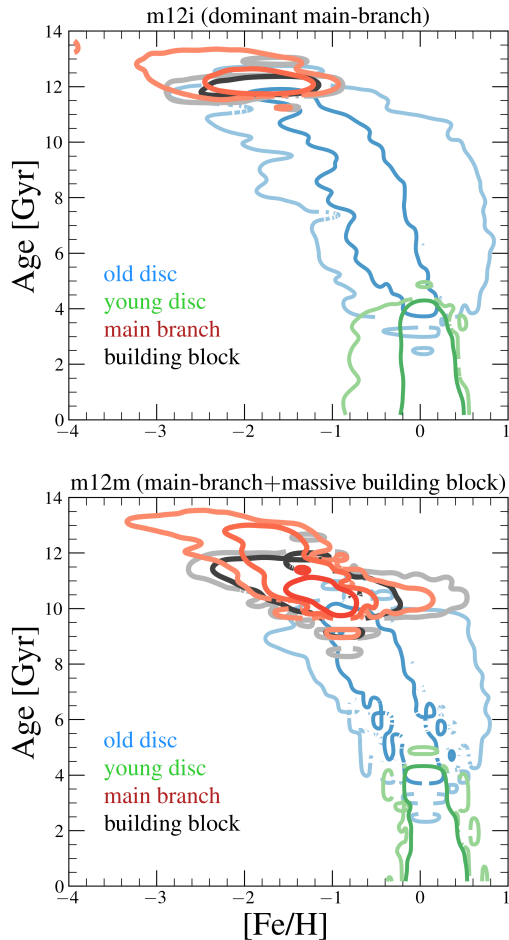 m12i (dominant main-branch)
14
12
10
8
6
4
2
0
Age [Gyr]
old disc
young disc
main branch
building block
−4 −3 −2 −1 0 1
m12m (main-branch+massive building block)
14
12
10
8
6
4
2
0
Age [Gyr]
old disc
young disc
main branch
building block
−4 −3 −2 −1 0 1
[Fe/H]